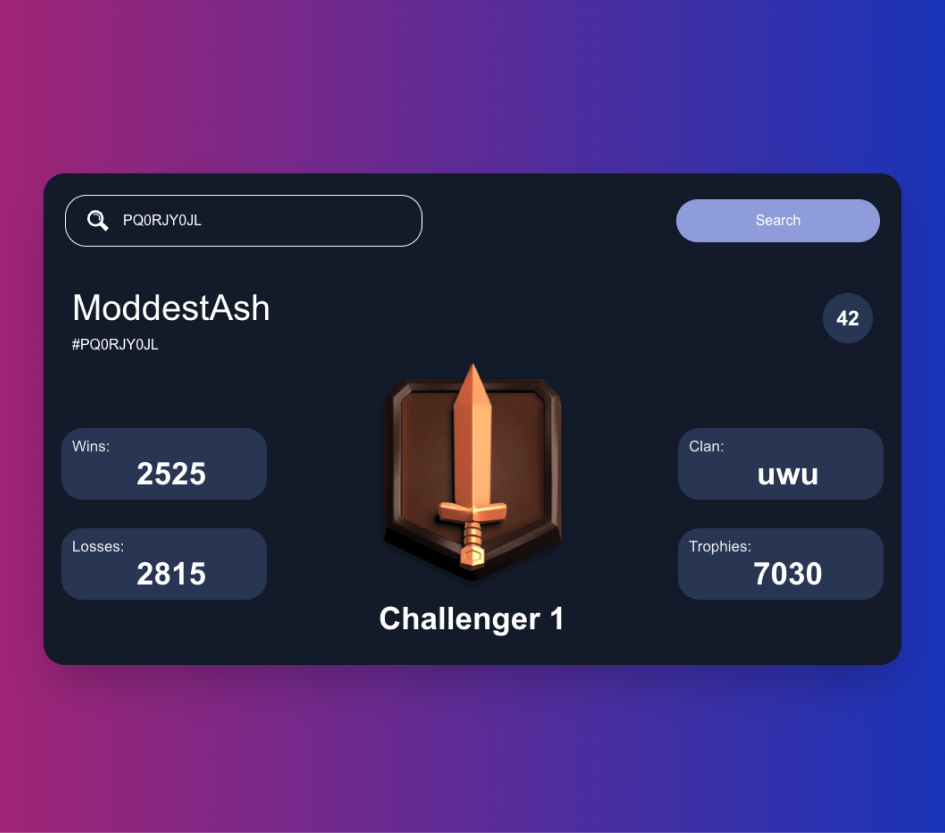 PQ0RJY0JL
Search
ModdestAsh
42
#PQ0RJY0JL
Wins:
2525
Losses:
2815
Clan:
uwu
Trophies:
7030
Challenger 1